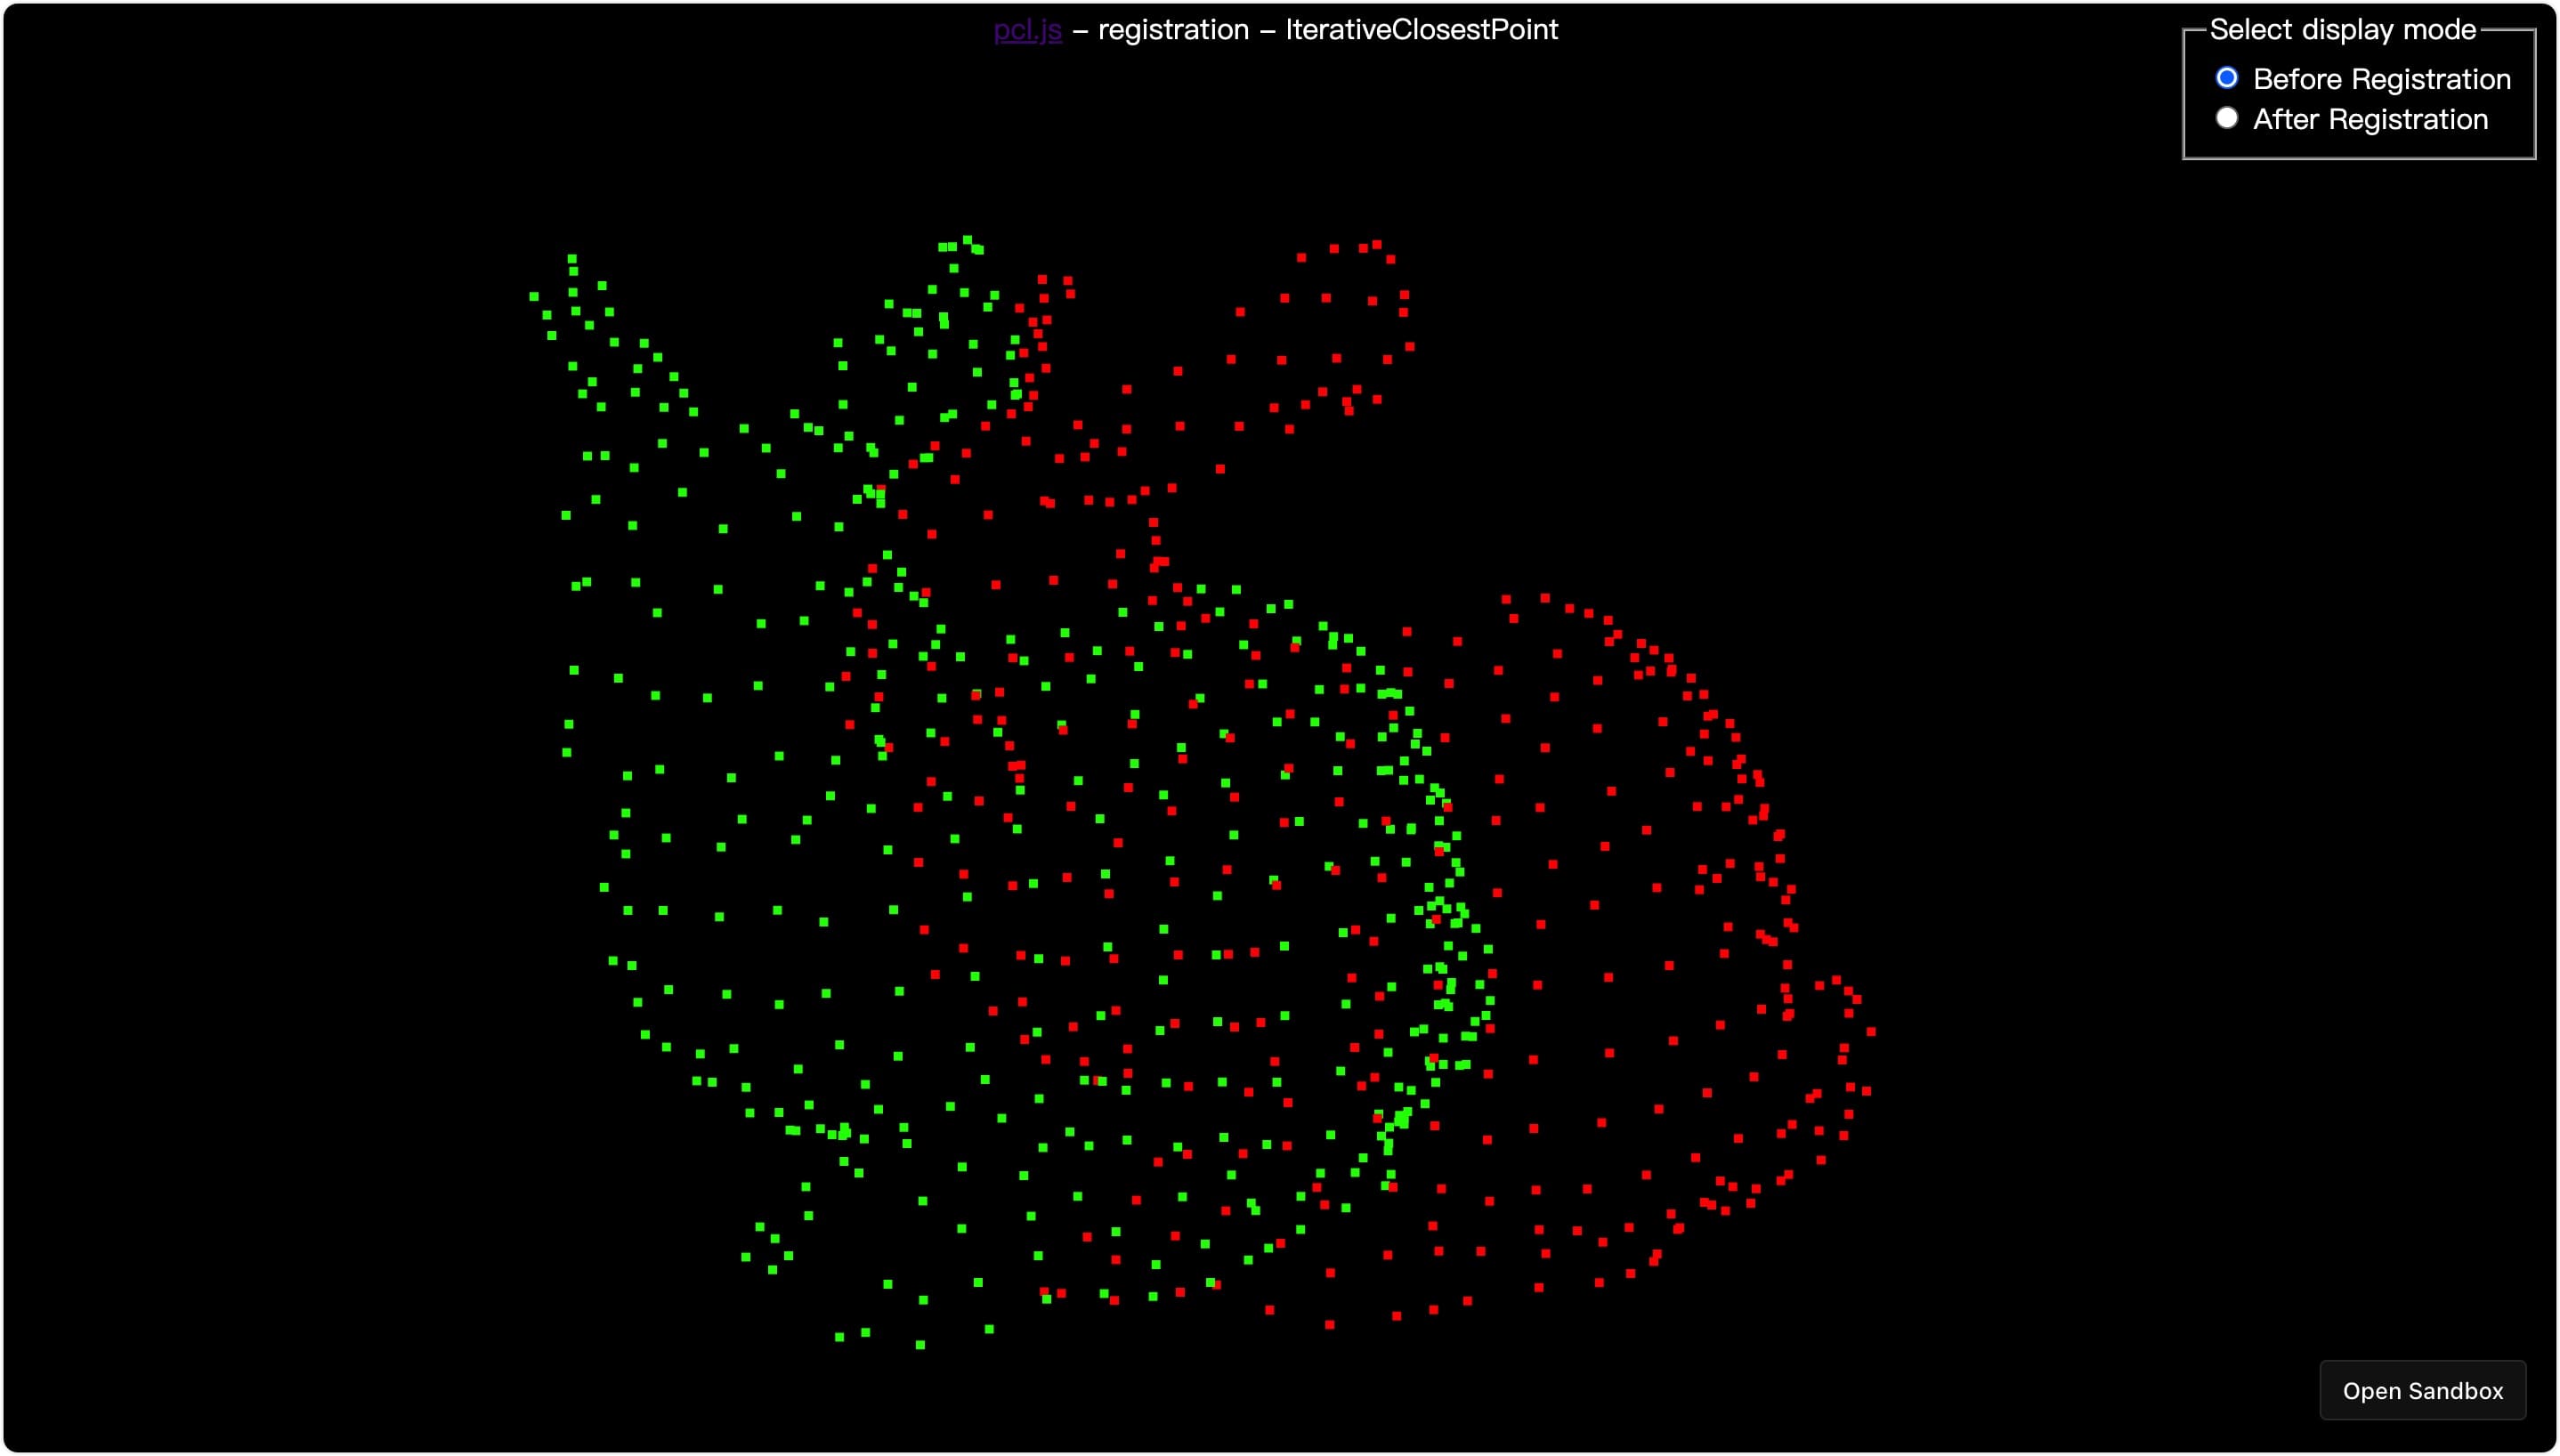 pcl.js – registration – IterativeClosestPoint
Select display mode
Before Registration
After Registration
Open Sandbox